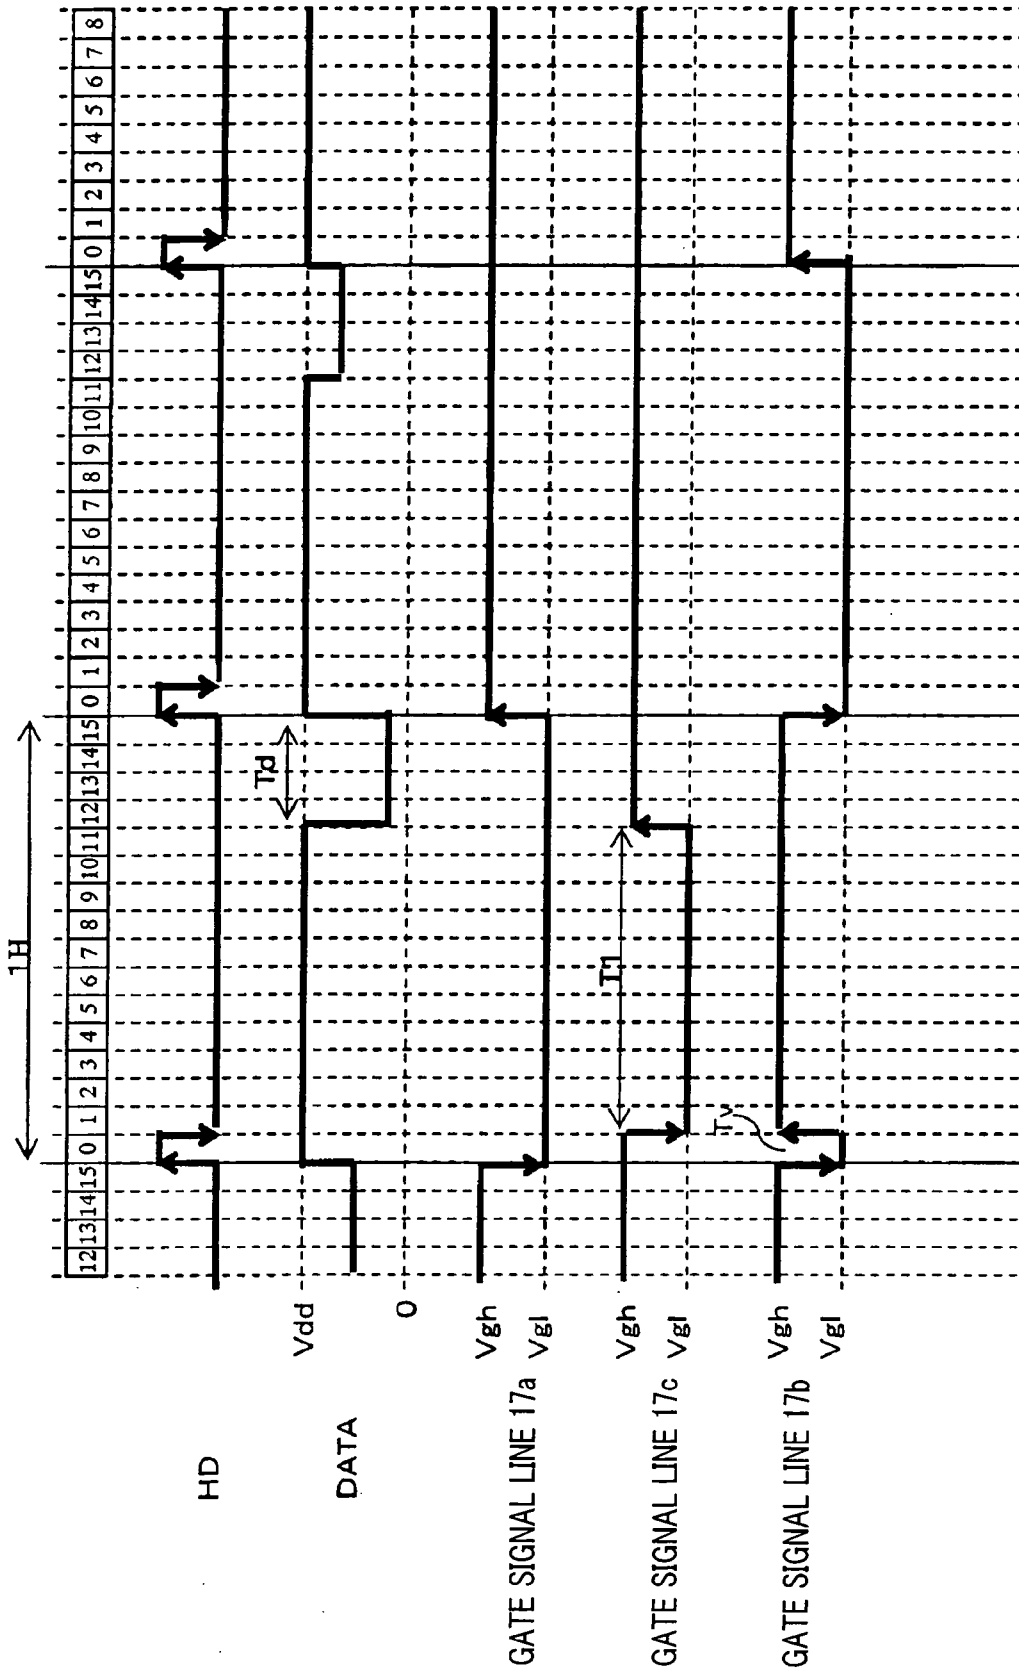 1H
12 13 14 15 0 1 2 3 4 5 6 7 8 9 10 11 12 13 14 15 0 1 2 3 4 5 6 7 8 9 10 11 12 13 14 15 0 1 2 3 4 5 6 7 8
HD
Td
Vdd
DATA
0
Vgh
Vgl
GATE SIGNAL LINE 17a
T1
Vgh
Vgl
GATE SIGNAL LINE 17c
Tv
Vgh
Vgl
GATE SIGNAL LINE 17b